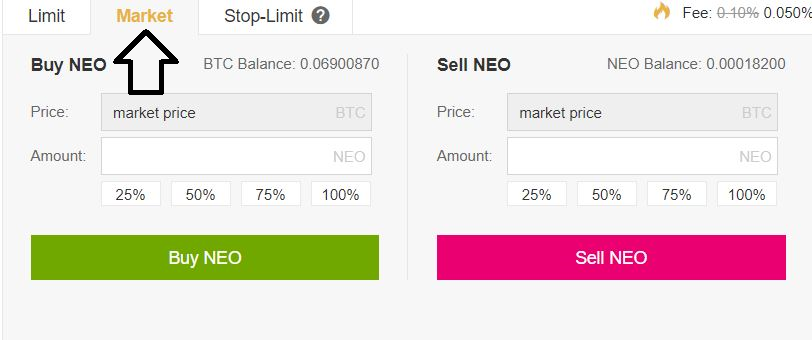 Limit Market Stop-Limit ? Fee: 0.10% 0.050%
Buy NEO BTC Balance: 0.06900870
Price: market price BTC
Amount: NEO
25% 50% 75% 100%
Buy NEO
Sell NEO NEO Balance: 0.00018200
Price: market price BTC
Amount: NEO
25% 50% 75% 100%
Sell NEO